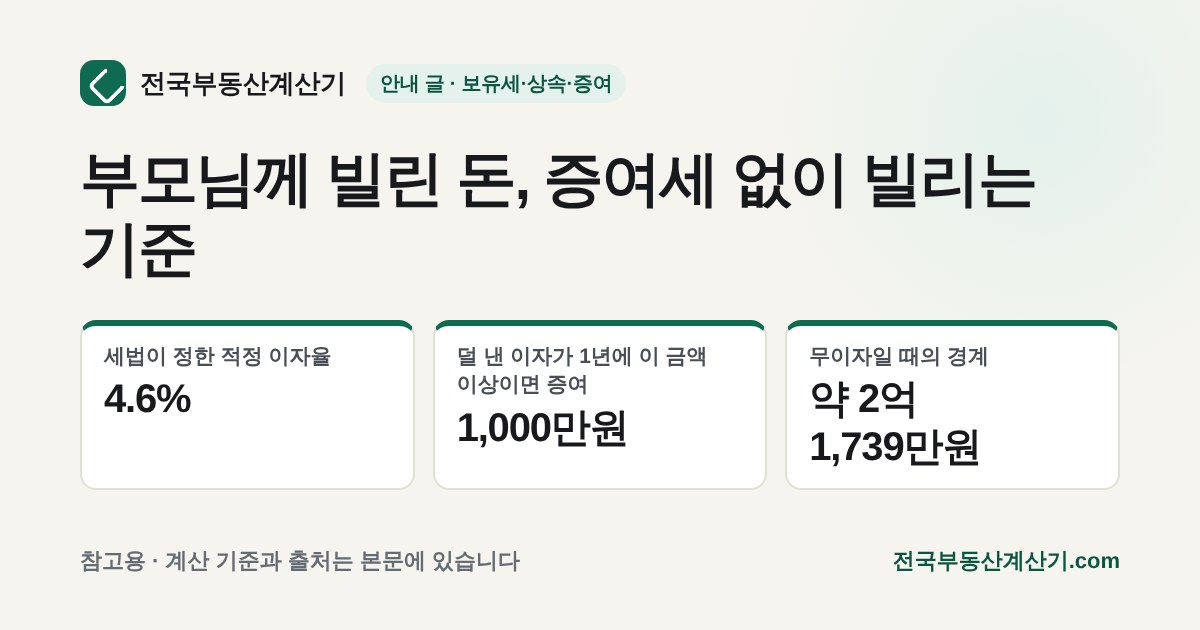 전국부동산계산기
안내 글 · 보유세·상속·증여
부모님께 빌린 돈, 증여세 없이 빌리는
기준
세법이 정한 적정 이자율
4.6%
덜 낸 이자가 1년에 이 금액
이상이면 증여
1,000만원
무이자일 때의 경계
약 2억
1,739만원
참고용 · 계산 기준과 출처는 본문에 있습니다
전국부동산계산기.com